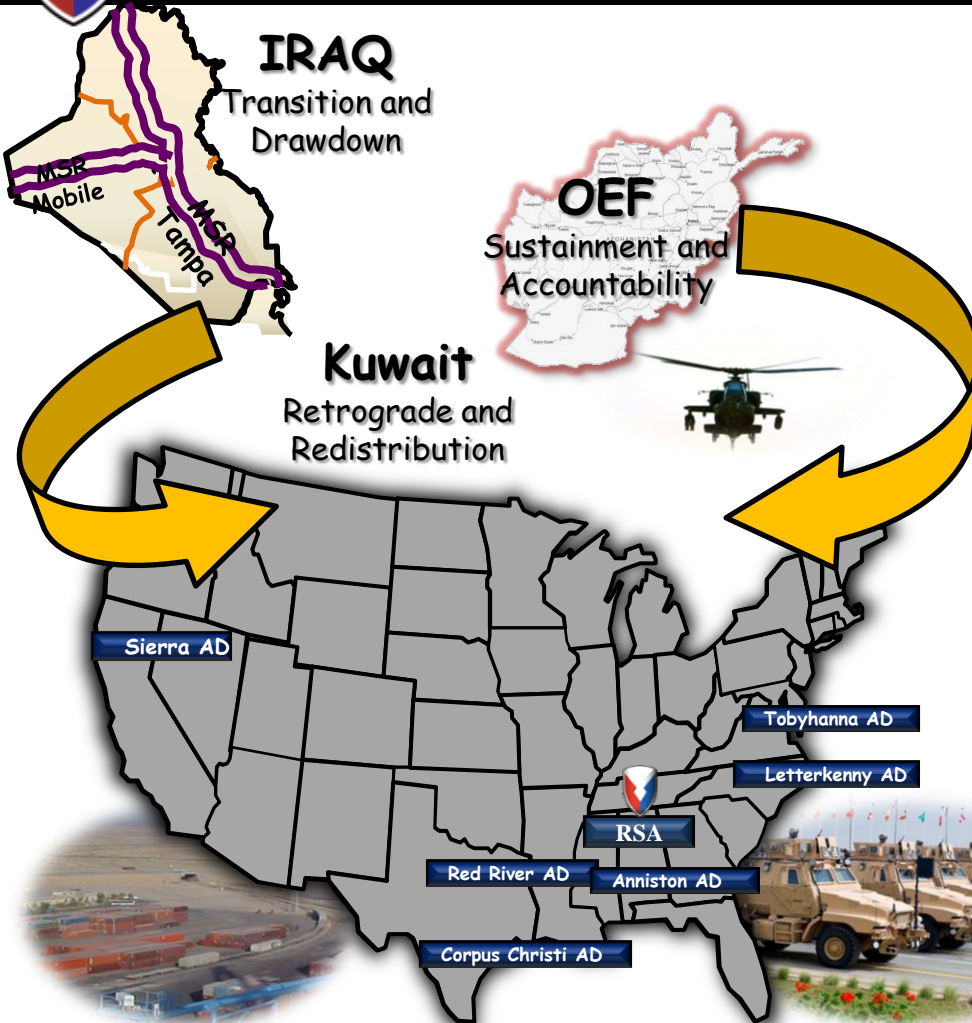 IRAQ
Transition and
Drawdown
MSR
Mobile
MSR
Tampa
OEF
Sustainment and
Accountability
Kuwait
Retrograde and
Redistribution
Sierra AD
Tobyhanna AD
Letterkenny AD
RSA
Red River AD
Anniston AD
Corpus Christi AD